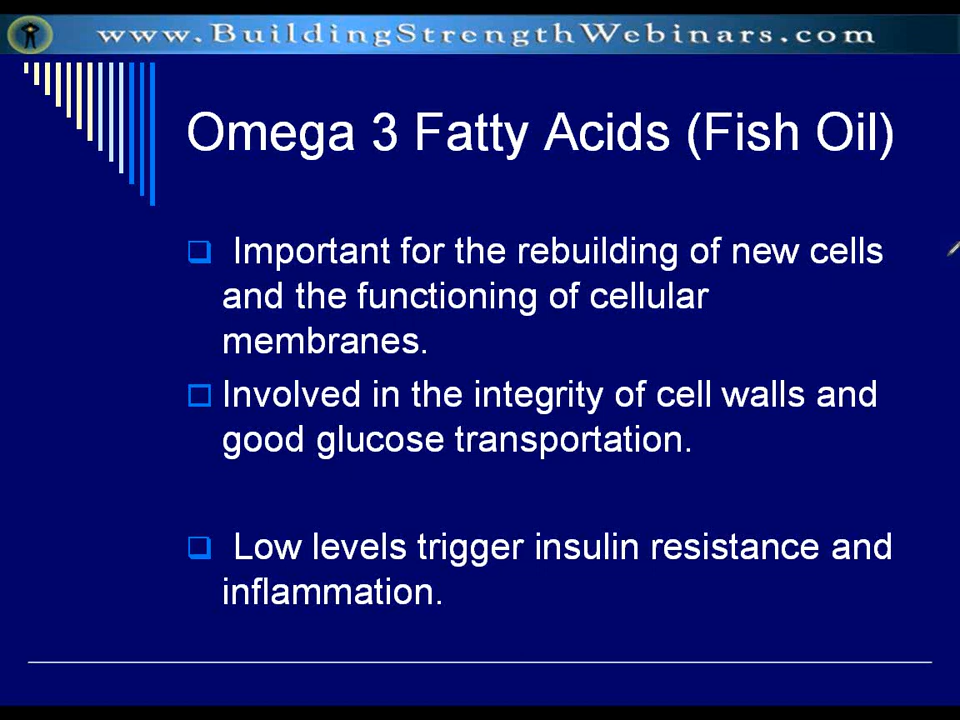 www.BuildingStrengthWebinars.com
Omega 3 Fatty Acids (Fish Oil)
Important for the rebuilding of new cells
and the functioning of cellular
membranes.
Involved in the integrity of cell walls and
good glucose transportation.
Low levels trigger insulin resistance and
inflammation.